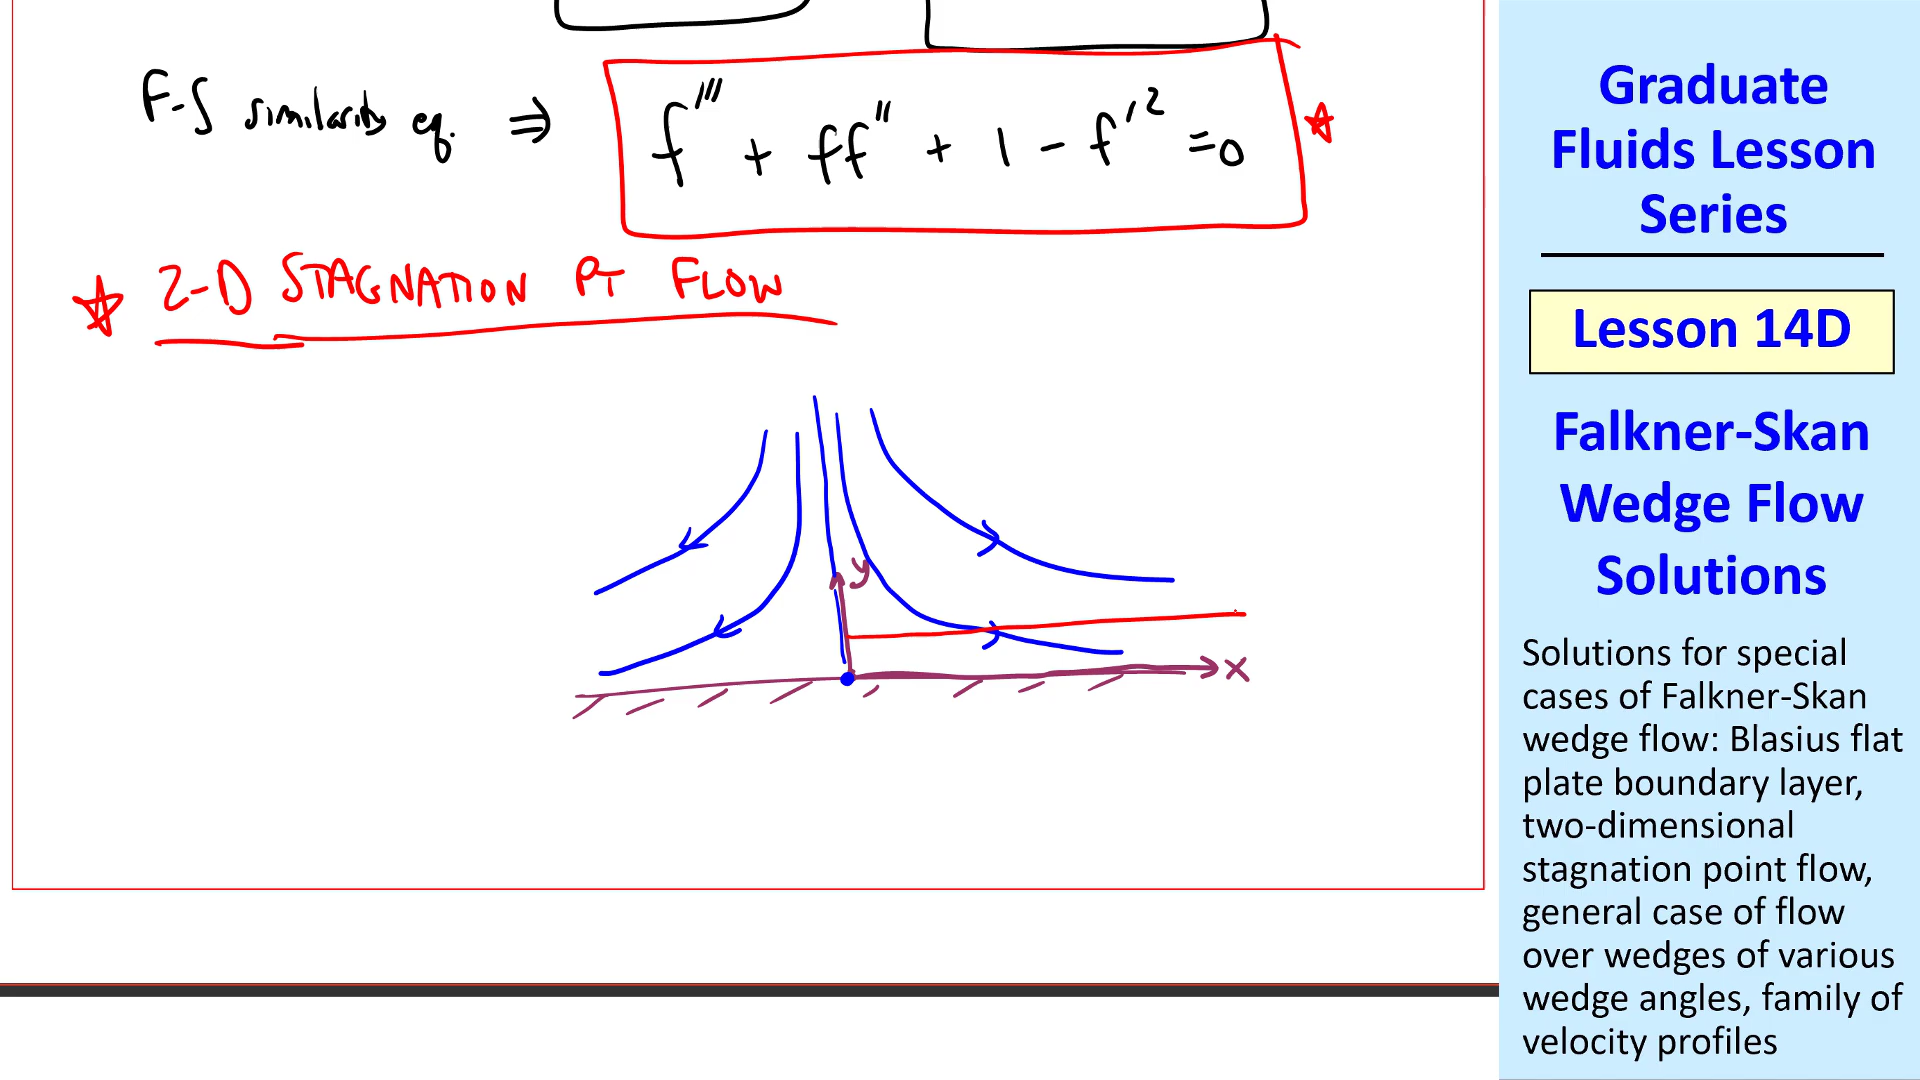 F-S similarity eq. ⇒ f''' + ff'' + 1 - f'² = 0 ☆
☆ 2-D STAGNATION PT FLOW
y
x
Graduate
Fluids Lesson
Series
Lesson 14D
Falkner-Skan
Wedge Flow
Solutions
Solutions for special
cases of Falkner-Skan
wedge flow: Blasius flat
plate boundary layer,
two-dimensional
stagnation point flow,
general case of flow
over wedges of various
wedge angles, family of
velocity profiles